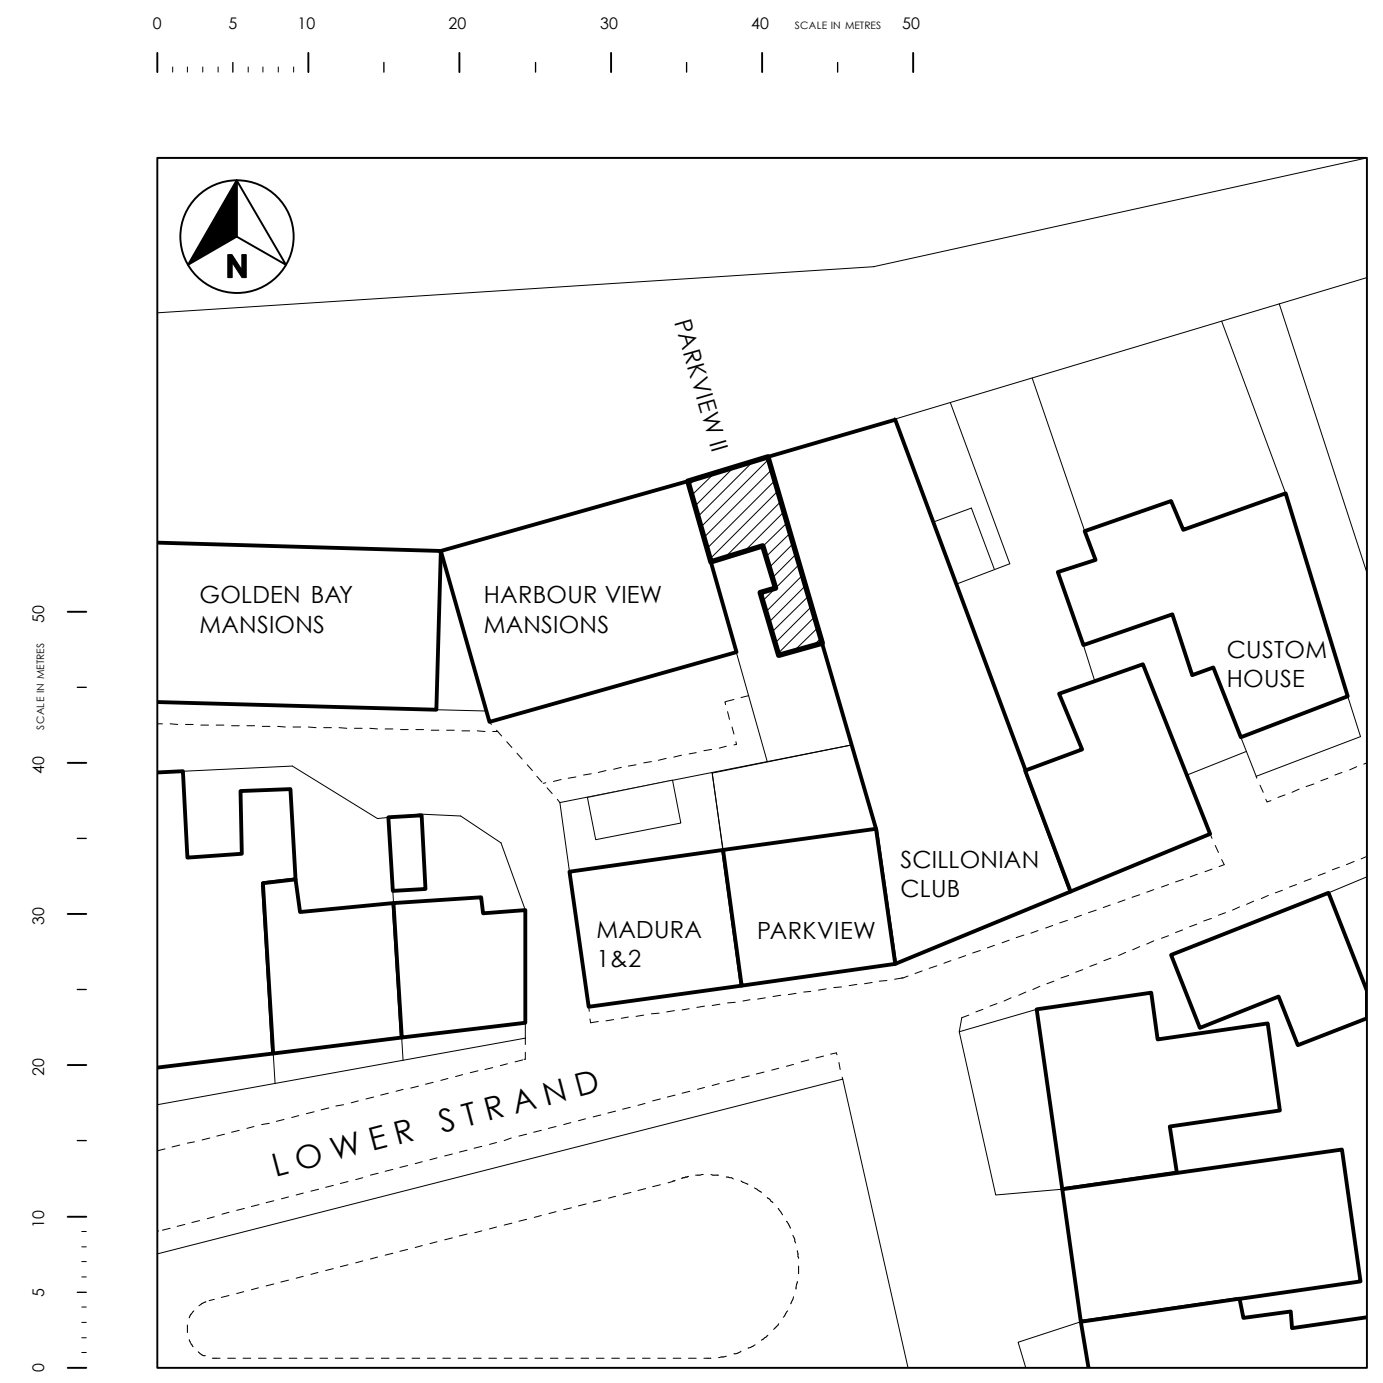 0 5 10 20 30 40 SCALE IN METRES 50
N
PARKVIEW II
GOLDEN BAY
MANSIONS
HARBOUR VIEW
MANSIONS
CUSTOM
HOUSE
SCILLONIAN
CLUB
MADURA
1&2
PARKVIEW
LOWER STRAND
0 5 10 20 30 40 SCALE IN METRES 50